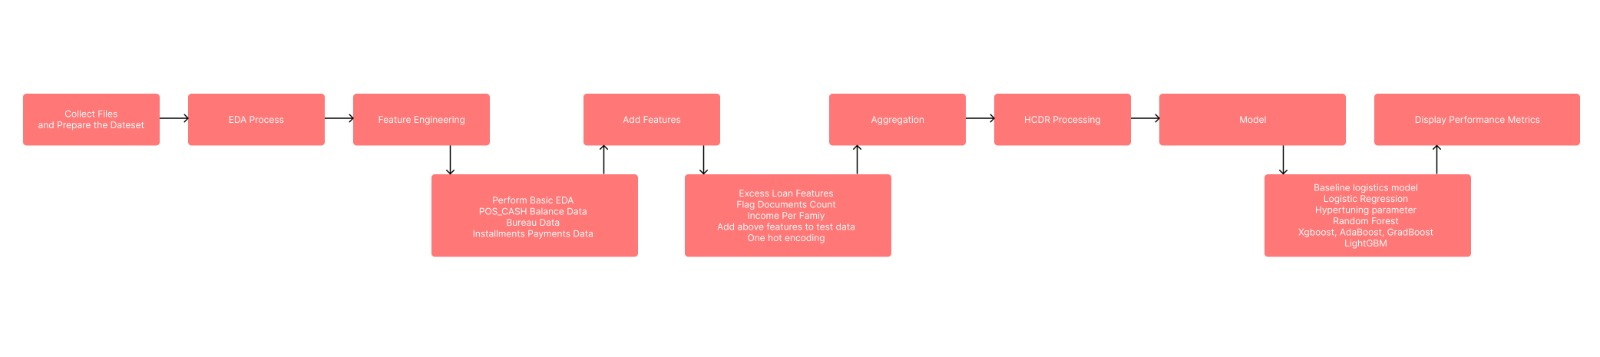 Collect Files
and Prepare the Dateset
EDA Process
Feature Engineering
Perform Basic EDA
POS_CASH Balance Data
Bureau Data
Installments Payments Data
Add Features
Excess Loan Features
Flag Documents Count
Income Per Famly
Add above features to test data
One hot encoding
Aggregation
HCDR Processing
Model
Baseline logistics model
Logistic Regression
Hypertuning parameter
Random Forest
Xgboost, AdaBoost, GradBoost
LightGBM
Display Performance Metrics